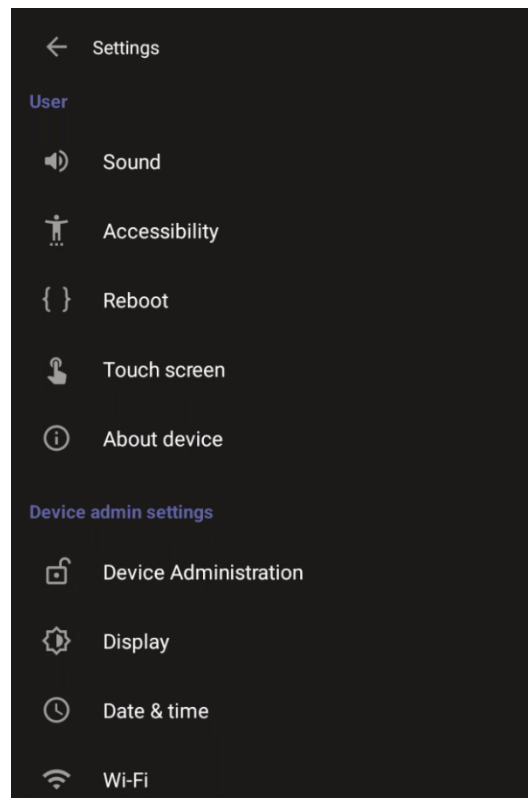 Settings
User
Sound
Accessibility
Reboot
Touch screen
About device
Device admin settings
Device Administration
Display
Date & time
Wi-Fi